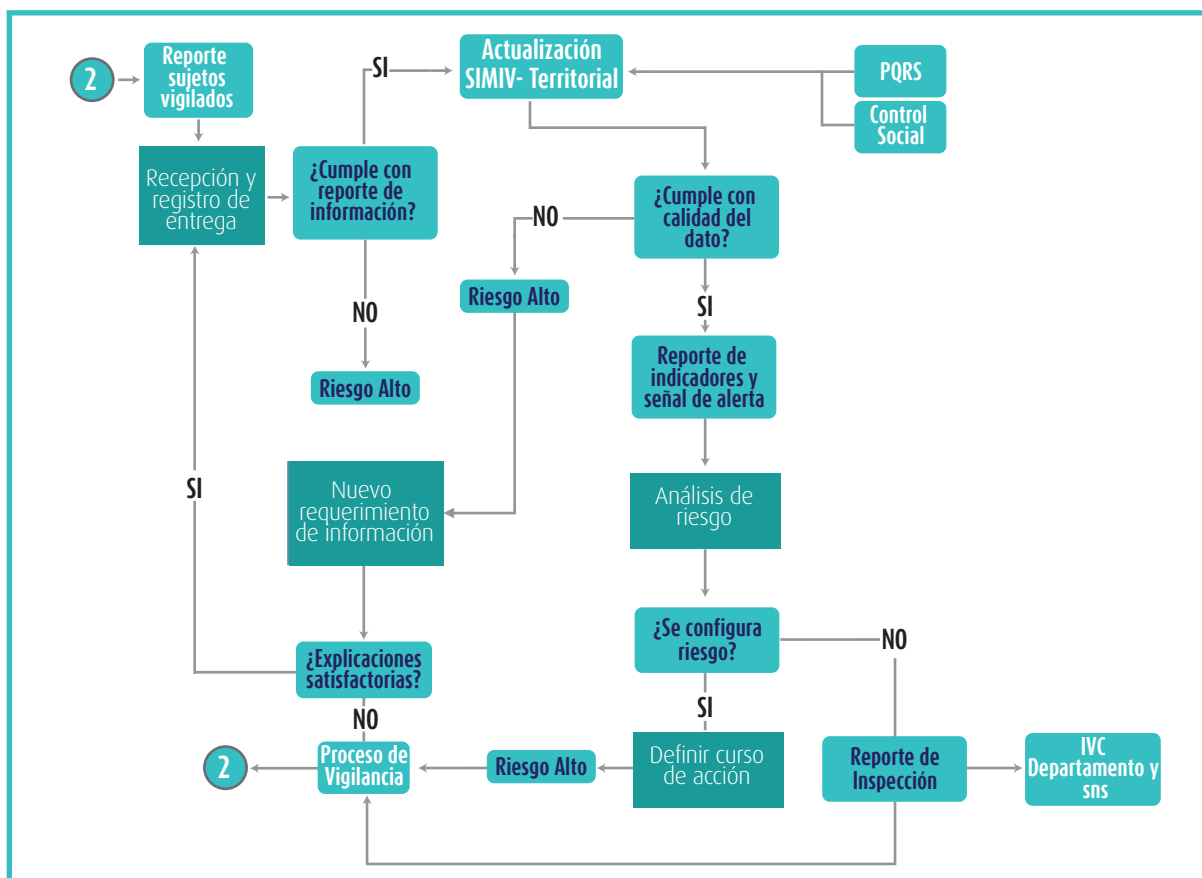 2
Reporte
sujetos
vigilados
SI
Actualización
SIMIV- Territorial
PQRS
Control
Social
Recepción y
registro de
entrega
¿Cumple con
reporte de
información?
NO
¿Cumple con
calidad del
dato?
Riesgo Alto
NO
SI
Riesgo Alto
Reporte de
indicadores y
señal de alerta
SI
Nuevo
requerimiento
de información
Análisis de
riesgo
¿Explicaciones
satisfactorias?
¿Se configura
riesgo?
NO
NO
SI
2
Proceso de
Vigilancia
Riesgo Alto
Definir curso
de acción
Reporte de
Inspección
IVC
Departamento y
sns